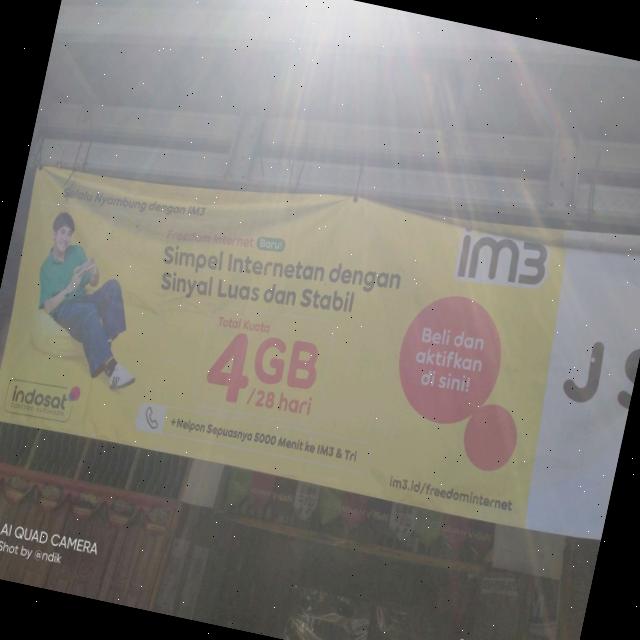 Selalu Nyambung dengan IM3
Freedom Internet Baru
Simpel Internetan dengan
Sinyal Luas dan Stabil
IM3
Total Kuota
4GB
/28 hari
Beli dan
aktifkan
di sini!
indosat
+Nelpon Sepuasnya 5000 Menit ke IM3 & Tri
im3.id/freedominternet
JS
AI QUAD CAMERA
Shot by @ndik